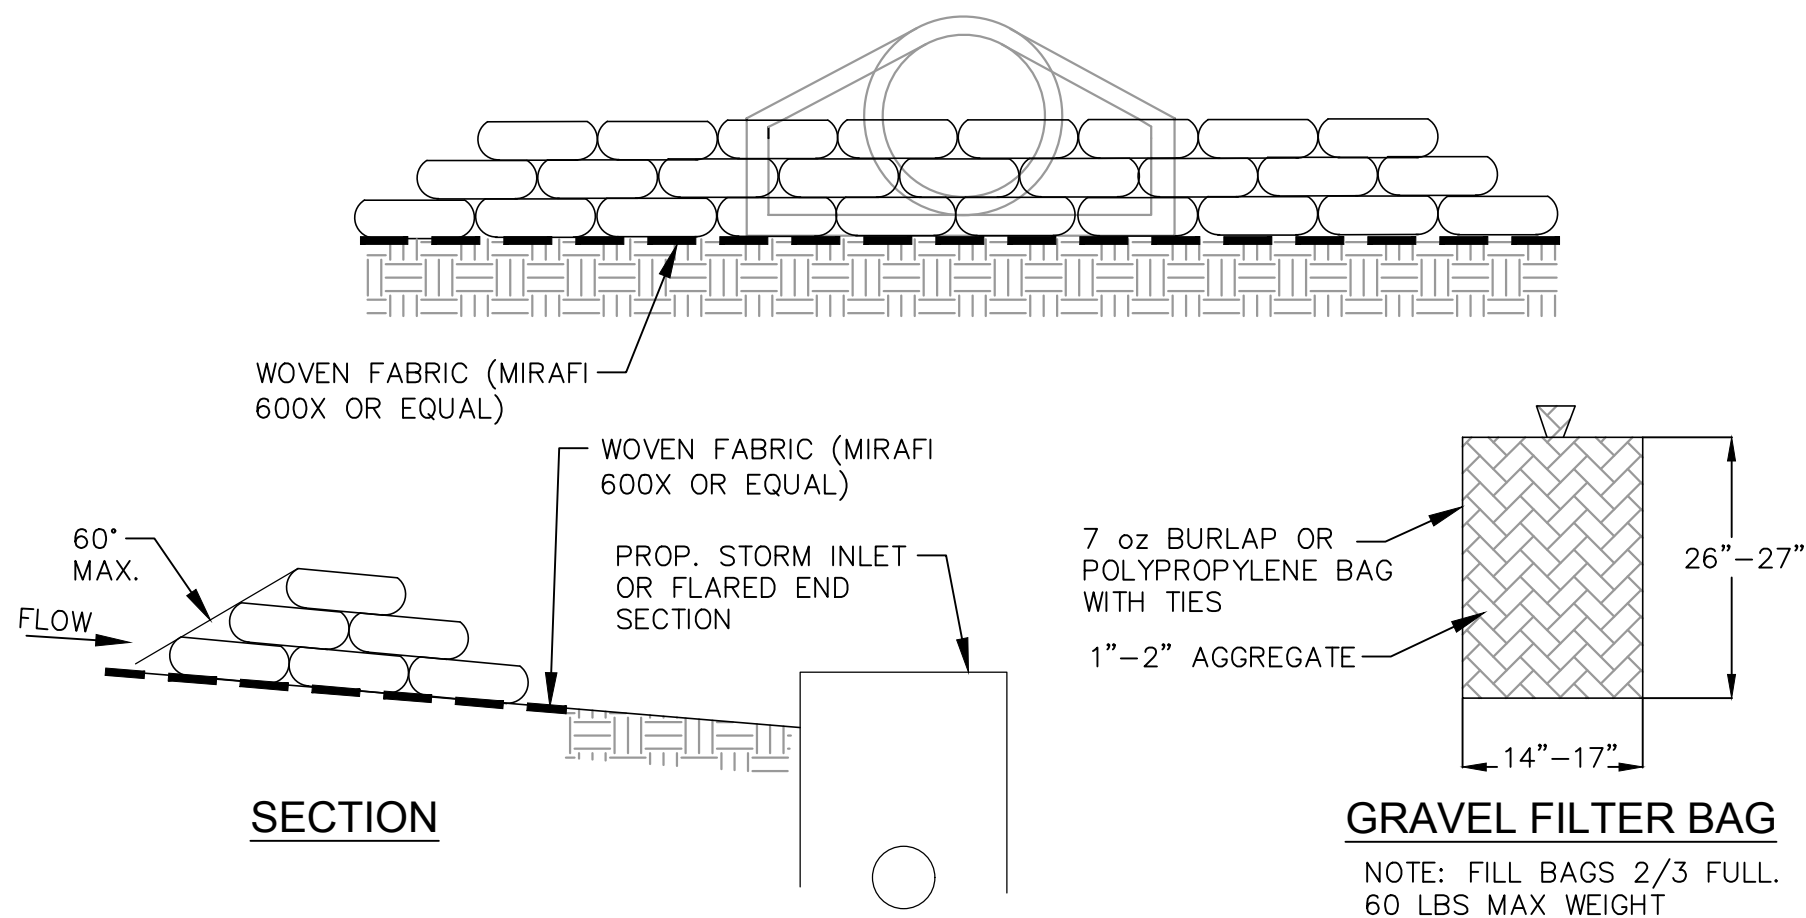 WOVEN FABRIC (MIRAFI
600X OR EQUAL)
WOVEN FABRIC (MIRAFI
600X OR EQUAL)
60°
MAX.
FLOW
PROP. STORM INLET
OR FLARED END
SECTION
SECTION
7 oz BURLAP OR
POLYPROPYLENE BAG
WITH TIES
1"-2" AGGREGATE
26"-27"
14"-17"
GRAVEL FILTER BAG
NOTE: FILL BAGS 2/3 FULL.
60 LBS MAX WEIGHT